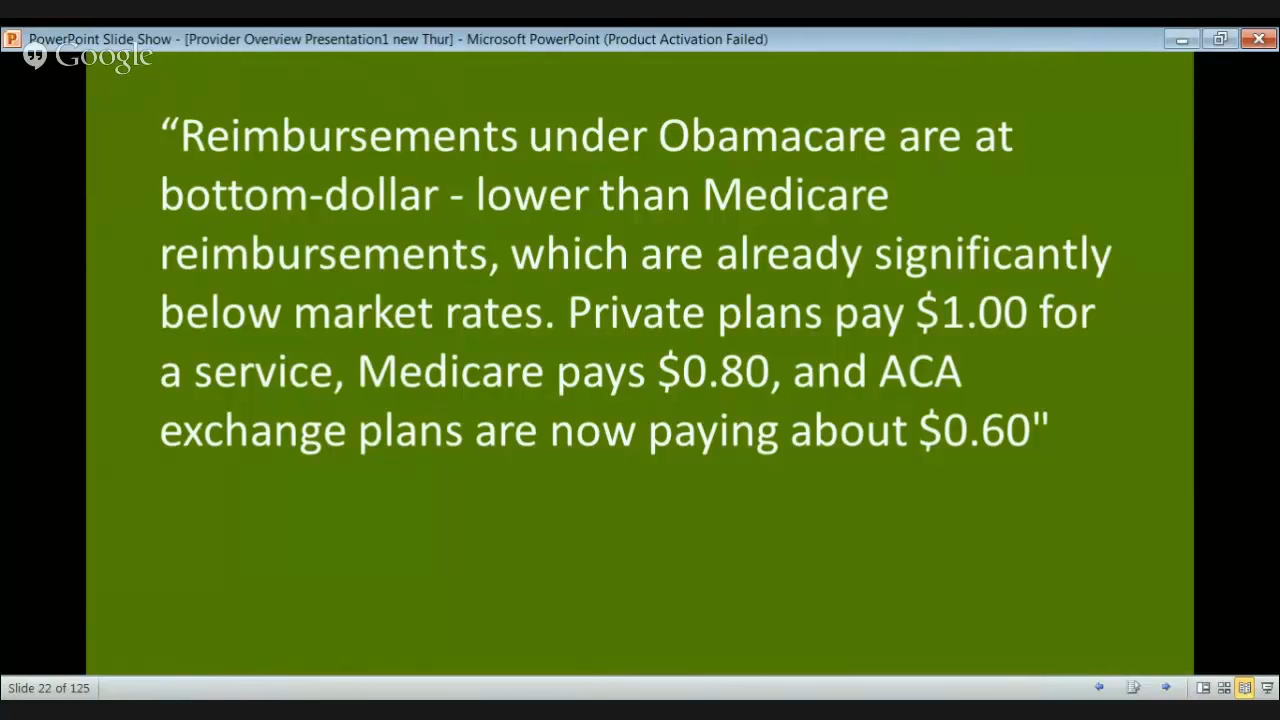 PowerPoint Slide Show - [Provider Overview Presentation1 new Thur] - Microsoft PowerPoint (Product Activation Failed)
Google
“Reimbursements under Obamacare are at
bottom-dollar - lower than Medicare
reimbursements, which are already significantly
below market rates. Private plans pay $1.00 for
a service, Medicare pays $0.80, and ACA
exchange plans are now paying about $0.60"
Slide 22 of 125